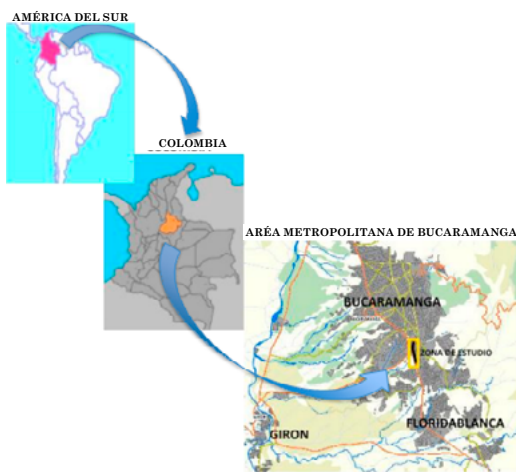 AMÉRICA DEL SUR
COLOMBIA
ARÉA METROPOLITANA DE BUCARAMANGA
BUCARAMANGA
ZONA DE ESTUDIO
FLORIDABLANCA
GIRON